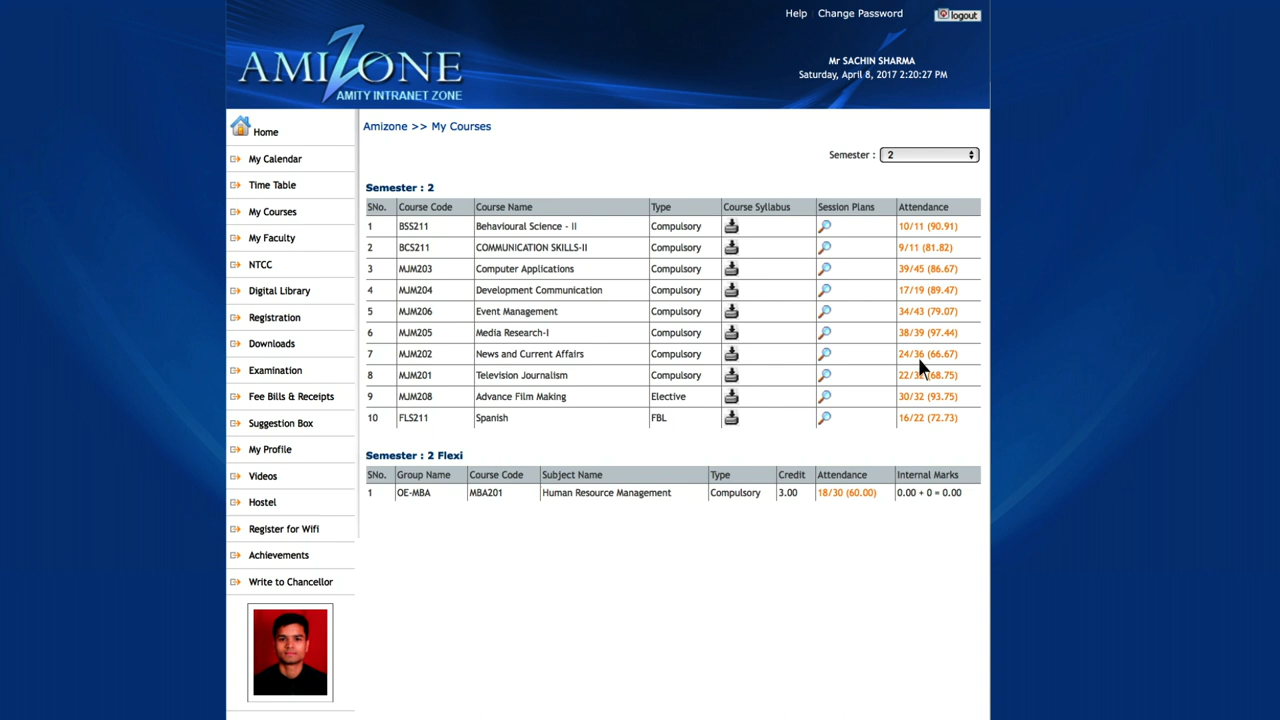 Help | Change Password logout
AMIZONE
AMITY INTRANET ZONE
Mr SACHIN SHARMA
Saturday, April 8, 2017 2:20:27 PM
Home
My Calendar
Time Table
My Courses
My Faculty
NTCC
Digital Library
Registration
Downloads
Examination
Fee Bills & Receipts
Suggestion Box
My Profile
Videos
Hostel
Register for Wifi
Achievements
Write to Chancellor
Amizone >> My Courses
Semester : 2
Semester : 2
SNo. Course Code Course Name Type Course Syllabus Session Plans Attendance
1 BSS211 Behavioural Science - II Compulsory 10/11 (90.91)
2 BCS211 COMMUNICATION SKILLS-II Compulsory 9/11 (81.82)
3 MJM203 Computer Applications Compulsory 39/45 (86.67)
4 MJM204 Development Communication Compulsory 17/19 (89.47)
5 MJM206 Event Management Compulsory 34/43 (79.07)
6 MJM205 Media Research-I Compulsory 38/39 (97.44)
7 MJM202 News and Current Affairs Compulsory 24/36 (66.67)
8 MJM201 Television Journalism Compulsory 22/32 (68.75)
9 MJM208 Advance Film Making Elective 30/32 (93.75)
10 FLS211 Spanish FBL 16/22 (72.73)
Semester : 2 Flexi
SNo. Group Name Course Code Subject Name Type Credit Attendance Internal Marks
1 OE-MBA MBA201 Human Resource Management Compulsory 3.00 18/30 (60.00) 0.00 + 0 = 0.00